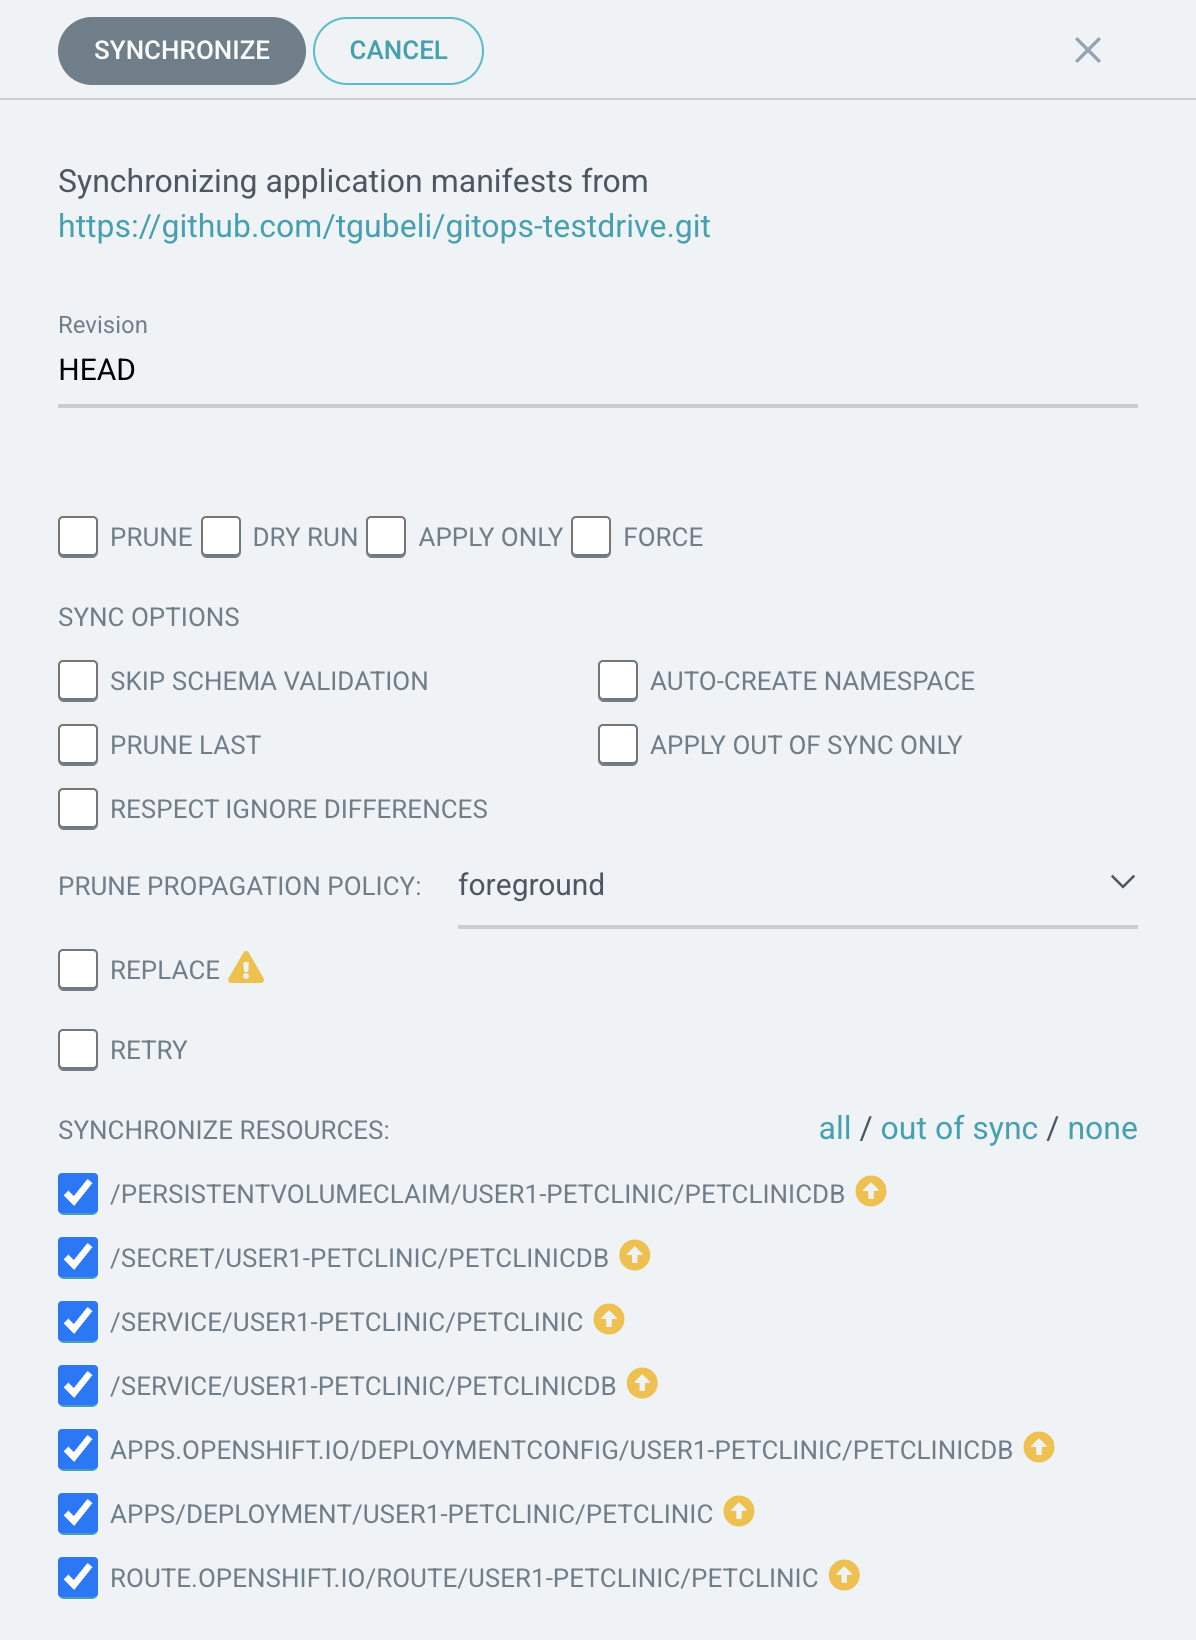 SYNCHRONIZE CANCEL
Synchronizing application manifests from
https://github.com/tgubeli/gitops-testdrive.git
Revision
HEAD
PRUNE DRY RUN APPLY ONLY FORCE
SYNC OPTIONS
SKIP SCHEMA VALIDATION AUTO-CREATE NAMESPACE
PRUNE LAST APPLY OUT OF SYNC ONLY
RESPECT IGNORE DIFFERENCES
PRUNE PROPAGATION POLICY: foreground
REPLACE
RETRY
SYNCHRONIZE RESOURCES: all / out of sync / none
/PERSISTENTVOLUMECLAIM/USER1-PETCLINIC/PETCLINICDB
/SECRET/USER1-PETCLINIC/PETCLINICDB
/SERVICE/USER1-PETCLINIC/PETCLINIC
/SERVICE/USER1-PETCLINIC/PETCLINICDB
APPS.OPENSHIFT.IO/DEPLOYMENTCONFIG/USER1-PETCLINIC/PETCLINICDB
APPS/DEPLOYMENT/USER1-PETCLINIC/PETCLINIC
ROUTE.OPENSHIFT.IO/ROUTE/USER1-PETCLINIC/PETCLINIC